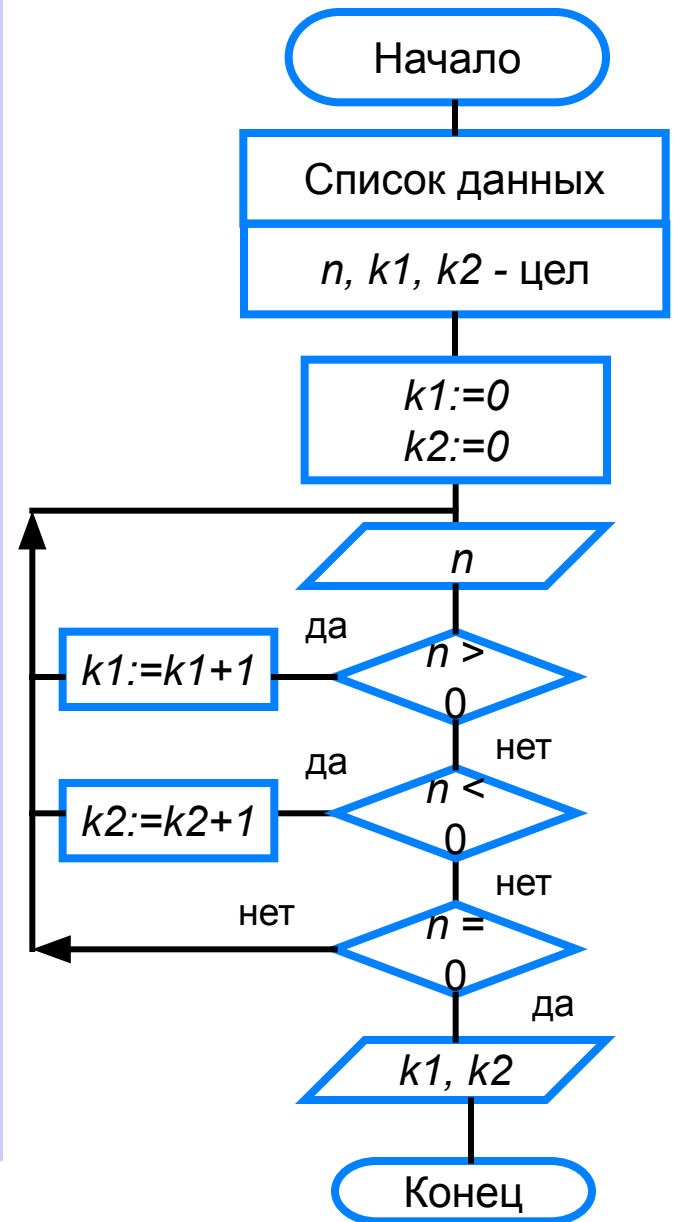 Начало
Список данных
n, k1, k2 - цел
k1:=0
k2:=0
n
да
k1:=k1+1
n >
0
нет
да
k2:=k2+1
n <
0
нет
нет
n =
0
да
k1, k2
Конец